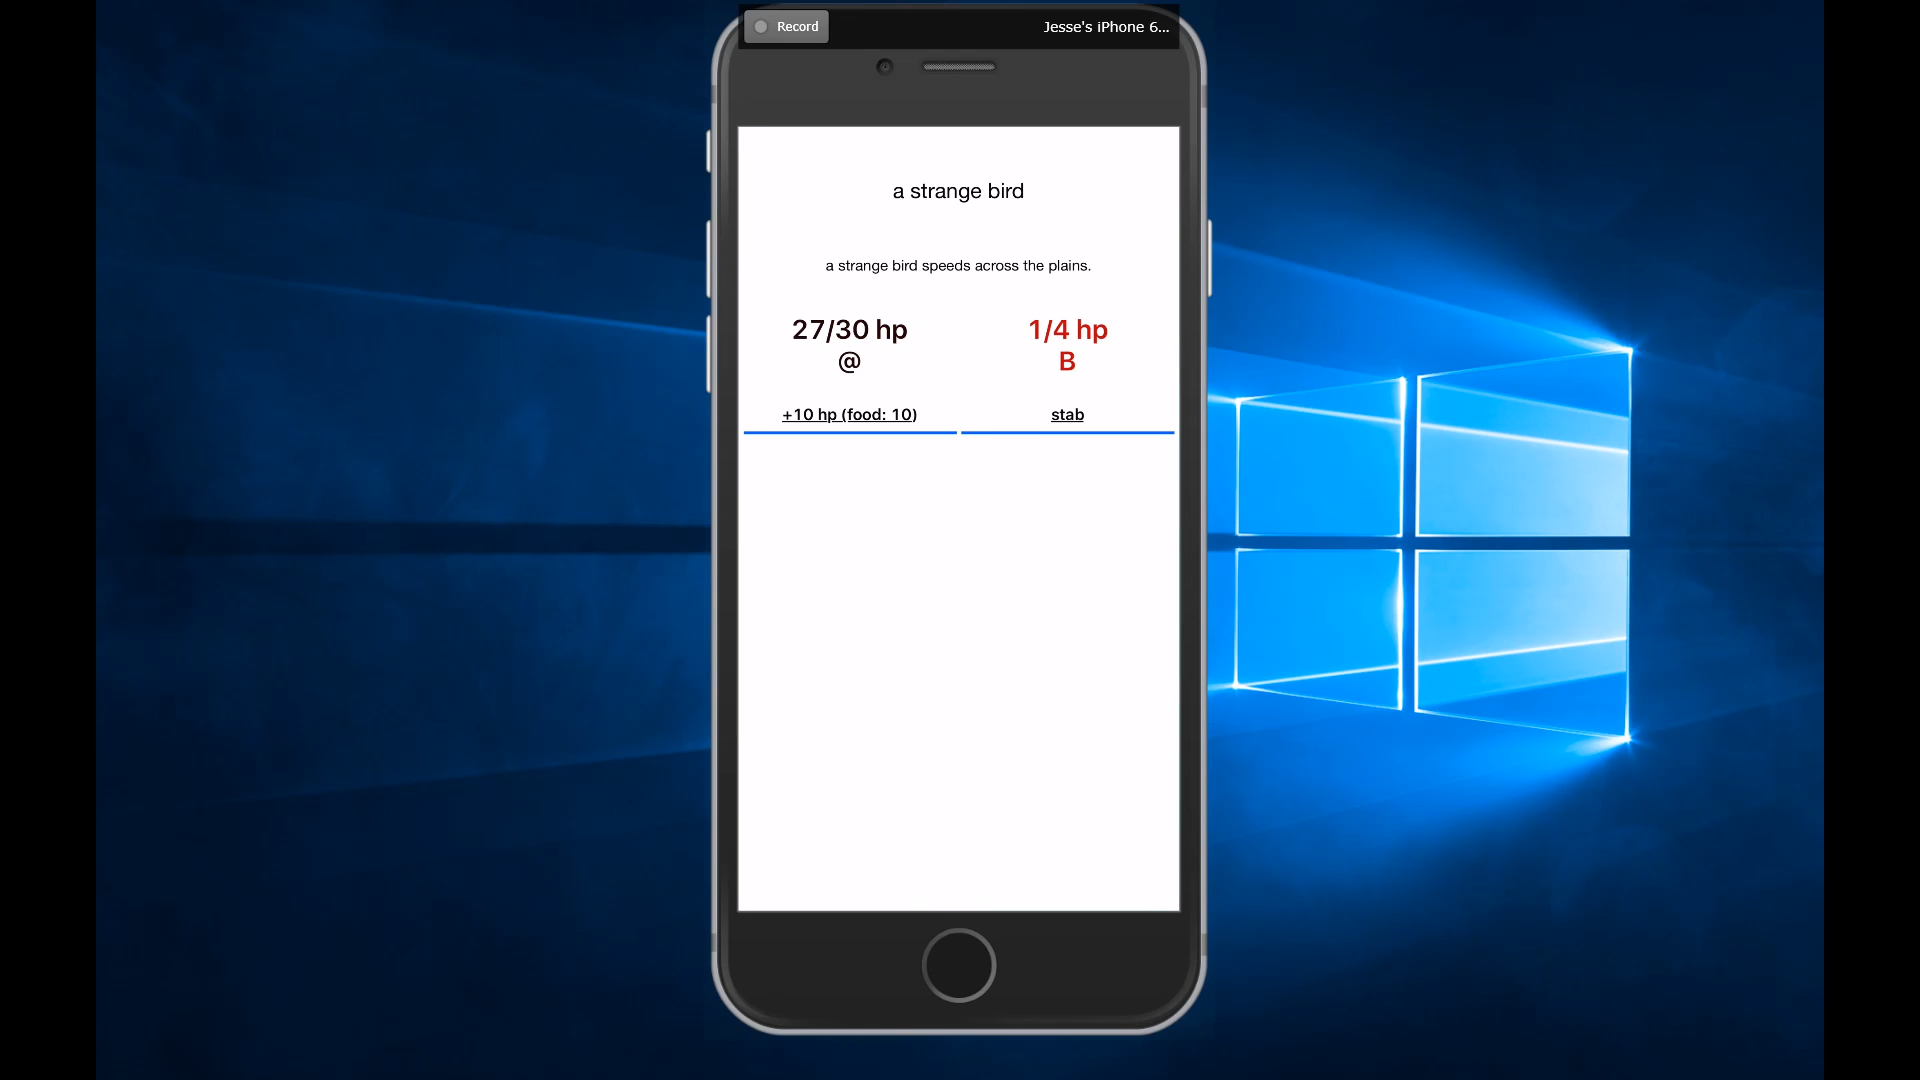 Record
Jesse's iPhone 6...
a strange bird
a strange bird speeds across the plains.
27/30 hp
@
1/4 hp
B
+10 hp (food: 10)
stab